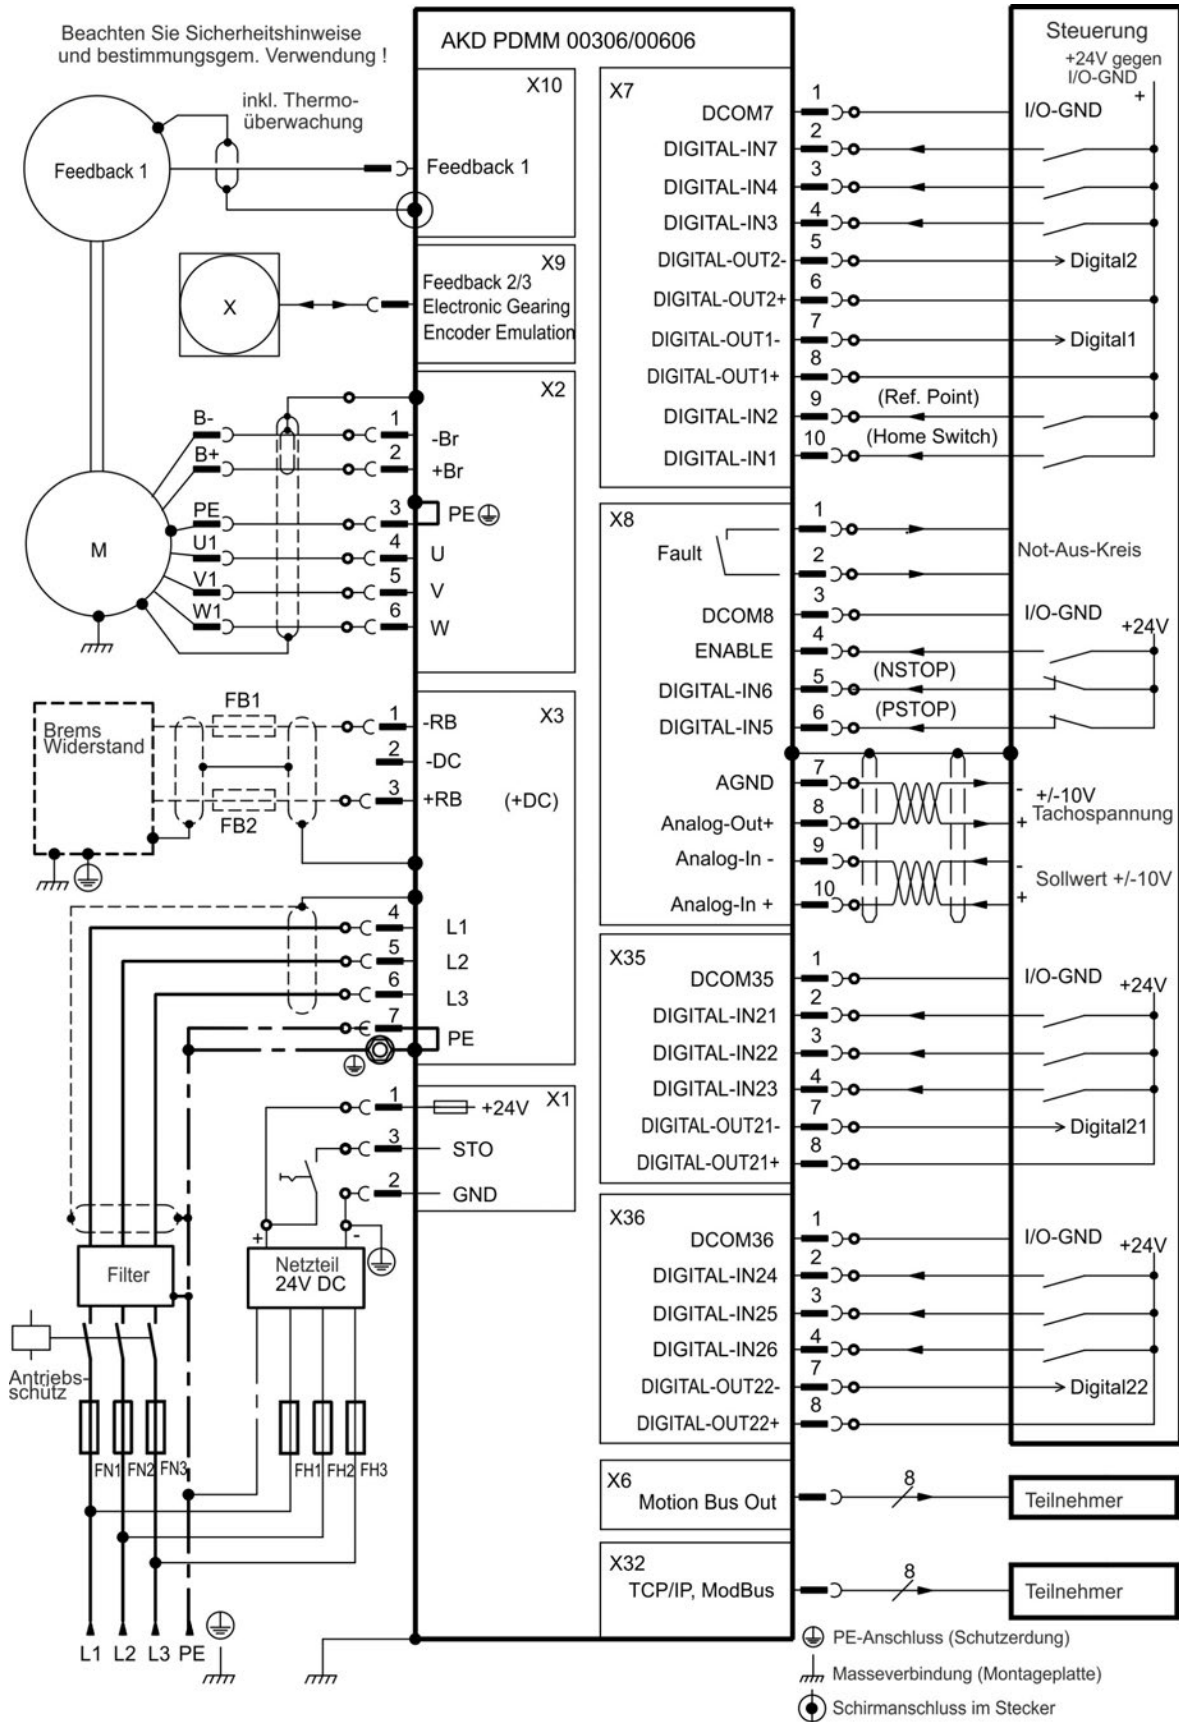 Beachten Sie Sicherheitshinweise
und bestimmungsgem. Verwendung !
AKD PDMM 00306/00606
Steuerung
+24V gegen
I/O-GND
+
inkl. Thermo-
überwachung
Feedback 1
X10
Feedback 1
X
X9
Feedback 2/3
Electronic Gearing
Encoder Emulation
X2
M
B- 1 -Br
B+ 2 +Br
PE 3 PE
U1 4 U
V1 5 V
W1 6 W
X3
Brems
Widerstand
FB1
FB2
1 -RB
2 -DC
3 +RB (+DC)
4 L1
5 L2
6 L3
7 PE
X1
1 +24V
3 STO
2 GND
+ -
Filter
Netzteil
24V DC
Antriebs-
schütz
FN1 FN2 FN3 FH1 FH2 FH3
L1 L2 L3 PE
X7
DCOM7 1 I/O-GND
DIGITAL-IN7 2
DIGITAL-IN4 3
DIGITAL-IN3 4
DIGITAL-OUT2- 5 Digital2
DIGITAL-OUT2+ 6
DIGITAL-OUT1- 7 Digital1
DIGITAL-OUT1+ 8
DIGITAL-IN2 9 (Ref. Point)
DIGITAL-IN1 10 (Home Switch)
X8
Fault 1
2
Not-Aus-Kreis
DCOM8 3 I/O-GND
+24V
ENABLE 4
DIGITAL-IN6 5 (NSTOP)
DIGITAL-IN5 6 (PSTOP)
AGND 7 -
Analog-Out+ 8 +
+/-10V
Tachospannung
Analog-In - 9 -
Analog-In + 10 +
Sollwert +/-10V
X35
DCOM35 1 I/O-GND
+24V
DIGITAL-IN21 2
DIGITAL-IN22 3
DIGITAL-IN23 4
DIGITAL-OUT21- 7 Digital21
DIGITAL-OUT21+ 8
X36
DCOM36 1 I/O-GND
+24V
DIGITAL-IN24 2
DIGITAL-IN25 3
DIGITAL-IN26 4
DIGITAL-OUT22- 7 Digital22
DIGITAL-OUT22+ 8
X6
Motion Bus Out 8 Teilnehmer
X32
TCP/IP, ModBus 8 Teilnehmer
PE-Anschluss (Schutzerdung)
Masseverbindung (Montageplatte)
Schirmanschluss im Stecker